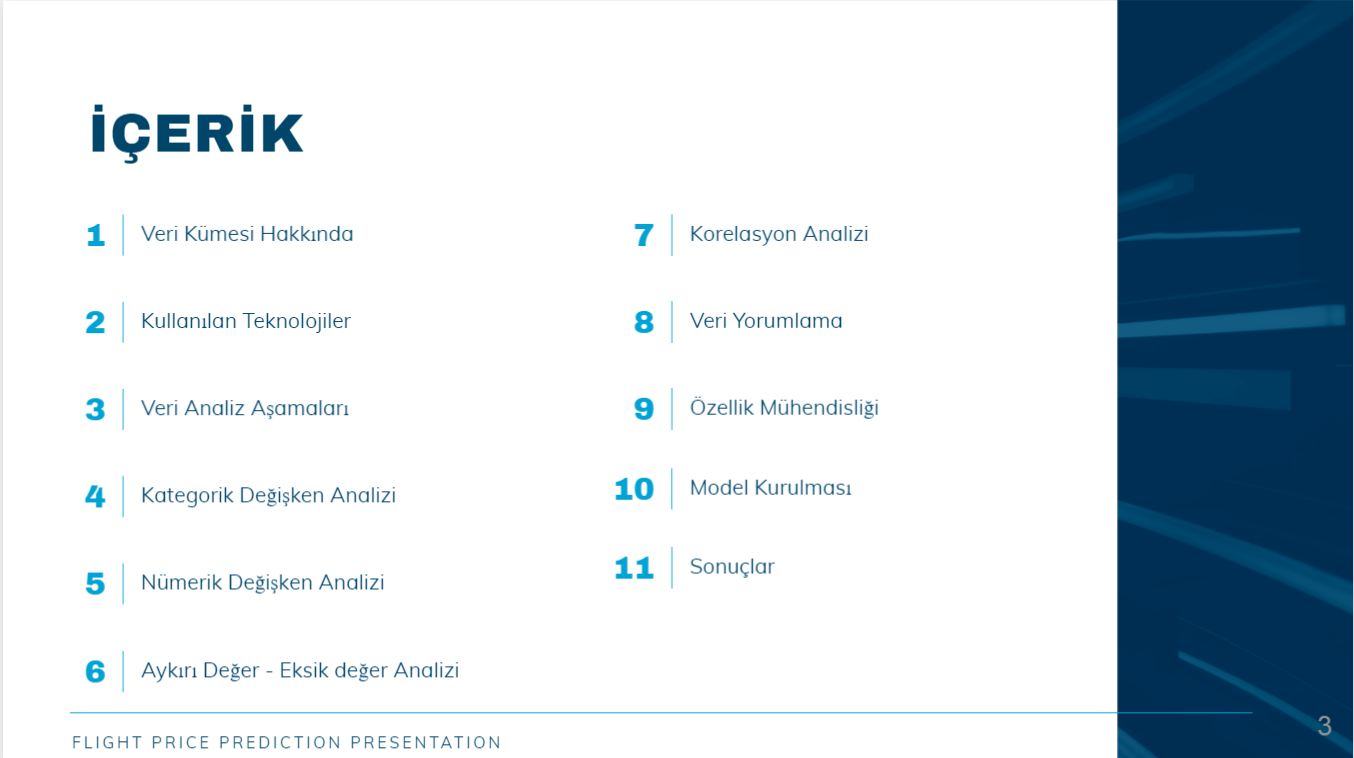 İÇERİK
1 Veri Kümesi Hakkında
2 Kullanılan Teknolojiler
3 Veri Analiz Aşamaları
4 Kategorik Değişken Analizi
5 Nümerik Değişken Analizi
6 Aykırı Değer - Eksik değer Analizi
7 Korelasyon Analizi
8 Veri Yorumlama
9 Özellik Mühendisliği
10 Model Kurulması
11 Sonuçlar
FLIGHT PRICE PREDICTION PRESENTATION
3